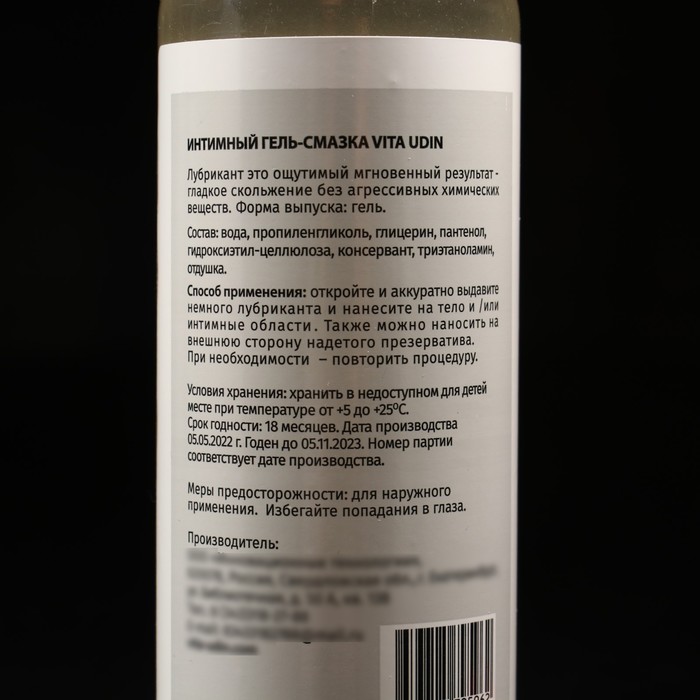 ИНТИМНЫЙ ГЕЛЬ-СМАЗКА VITA UDIN
Лубрикант это ощутимый мгновенный результат -
гладкое скольжение без агрессивных химических
веществ. Форма выпуска: гель.
Состав: вода, пропиленгликоль, глицерин, пантенол,
гидроксиэтил-целлюлоза, консервант, триэтаноламин,
отдушка.
Способ применения: откройте и аккуратно выдавите
немного лубриканта и нанесите на тело и /или
интимные области. Также можно наносить на
внешнюю сторону надетого презерватива.
При необходимости – повторить процедуру.
Условия хранения: хранить в недоступном для детей
месте при температуре от +5 до +25°С.
Срок годности: 18 месяцев. Дата производства
05.05.2022 г. Годен до 05.11.2023. Номер партии
соответствует дате производства.
Меры предосторожности: для наружного
применения. Избегайте попадания в глаза.
Производитель: